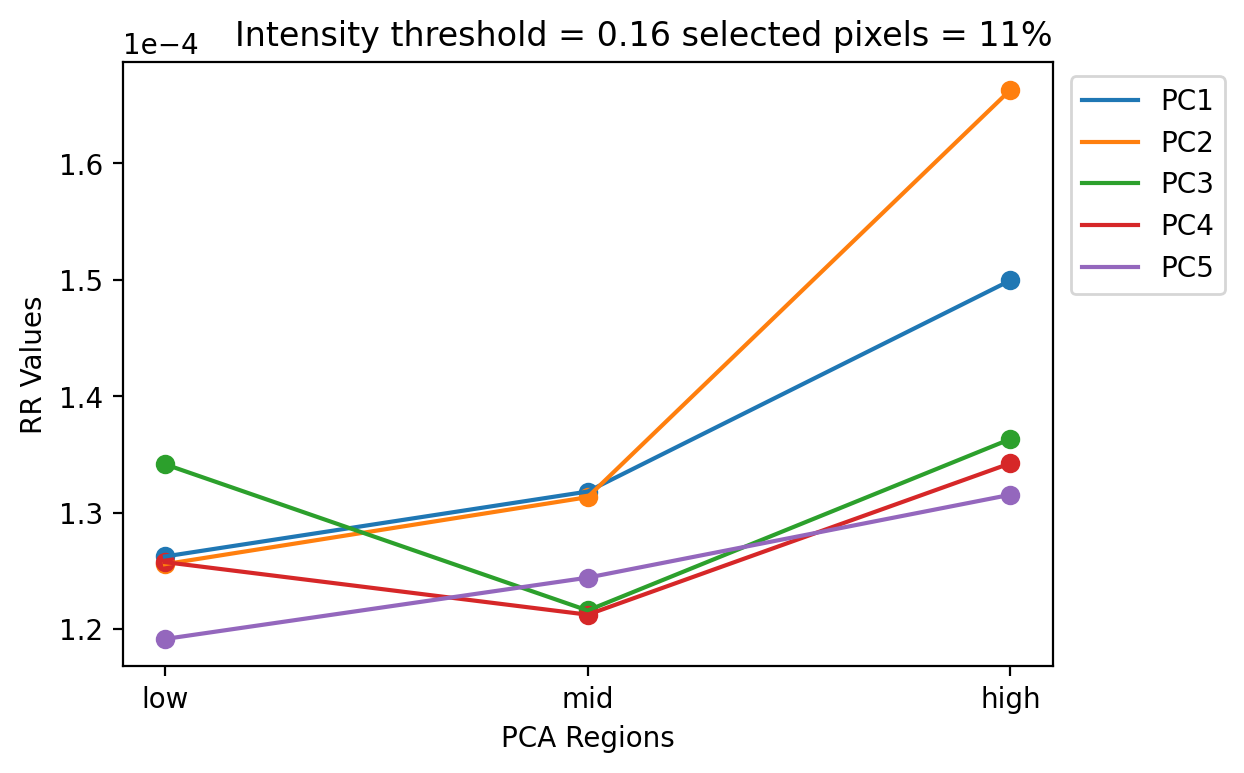 1e−4
Intensity threshold = 0.16 selected pixels = 11%
PC1
PC2
PC3
PC4
PC5
RR Values
1.6
1.5
1.4
1.3
1.2
low
mid
high
PCA Regions